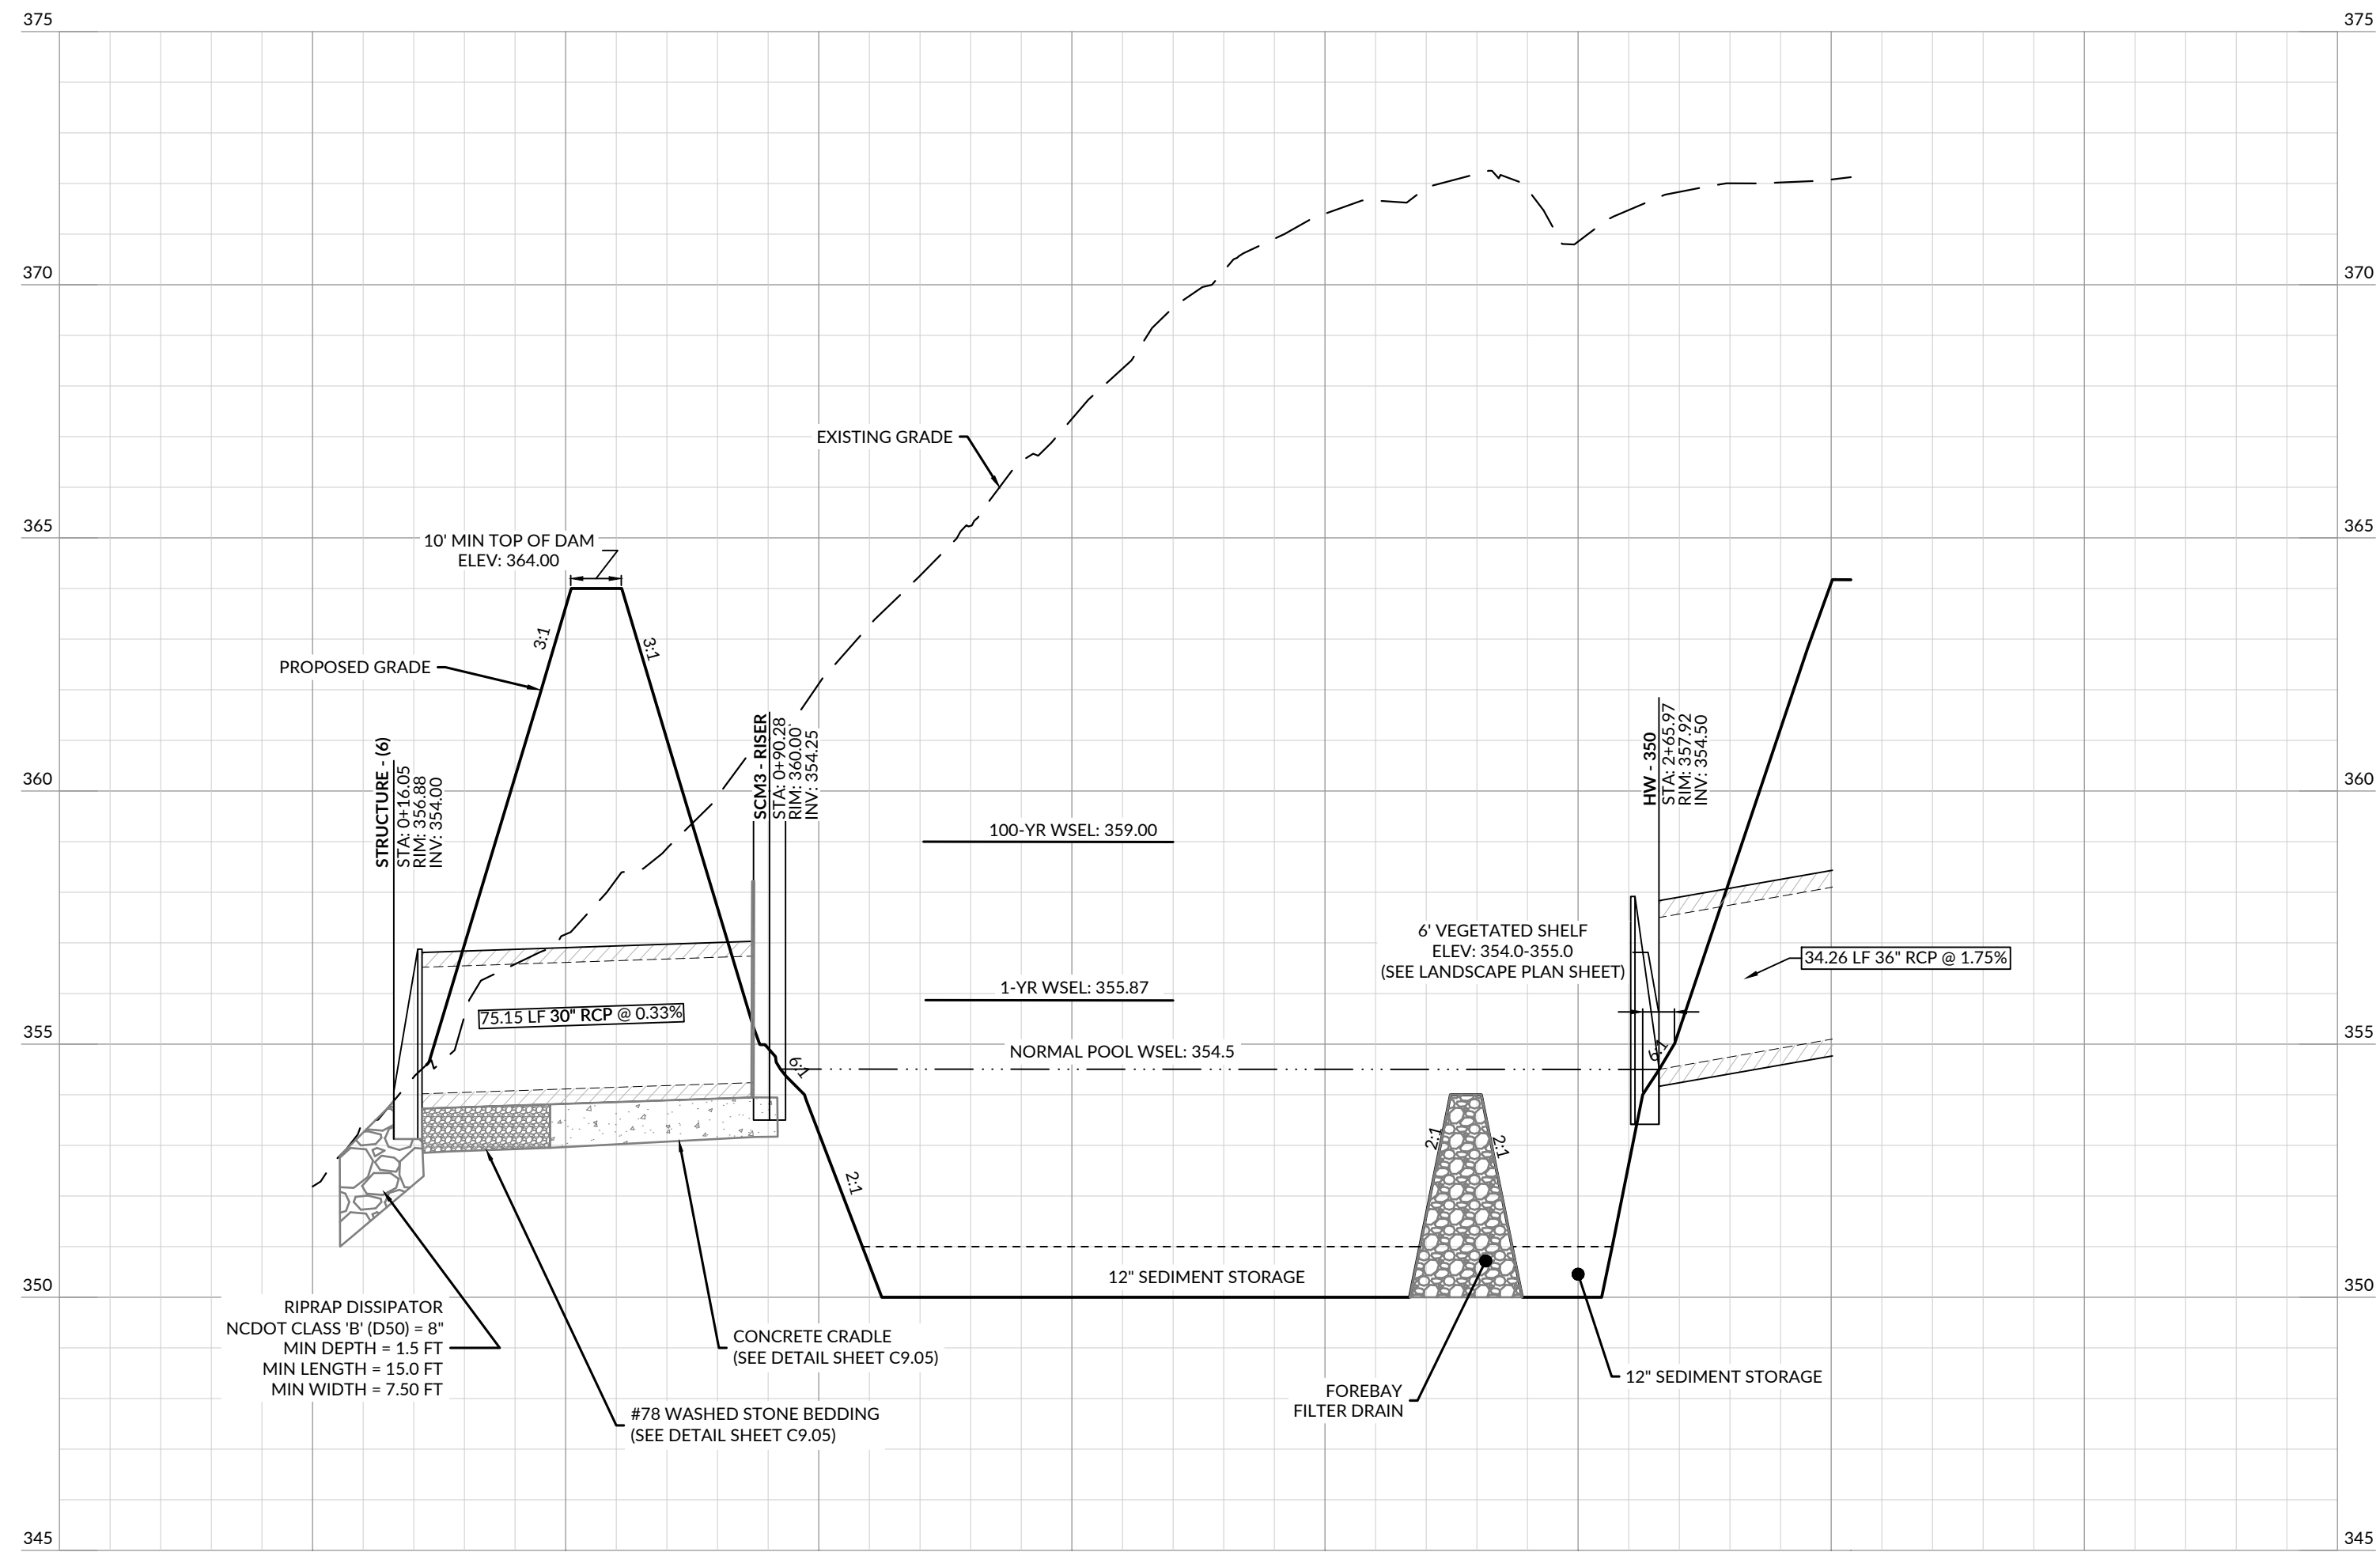 375
375
370
370
EXISTING GRADE
365
365
10' MIN TOP OF DAM
ELEV: 364.00
3:1
3:1
PROPOSED GRADE
STRUCTURE - (6)
STA: 0+16.05
RIM: 356.88
INV: 354.00
SCM3 - RISER
STA: 0+90.28
RIM: 360.00
INV: 354.25
HW - 350
STA: 2+65.97
RIM: 357.92
INV: 354.50
360
360
100-YR WSEL: 359.00
6' VEGETATED SHELF
ELEV: 354.0-355.0
(SEE LANDSCAPE PLAN SHEET)
34.26 LF 36" RCP @ 1.75%
1-YR WSEL: 355.87
75.15 LF 30" RCP @ 0.33%
355
355
NORMAL POOL WSEL: 354.5
6:1
6:1
2:1
2:1
2:1
12" SEDIMENT STORAGE
350
350
RIPRAP DISSIPATOR
NCDOT CLASS 'B' (D50) = 8"
MIN DEPTH = 1.5 FT
MIN LENGTH = 15.0 FT
MIN WIDTH = 7.50 FT
CONCRETE CRADLE
(SEE DETAIL SHEET C9.05)
#78 WASHED STONE BEDDING
(SEE DETAIL SHEET C9.05)
FOREBAY
FILTER DRAIN
12" SEDIMENT STORAGE
345
345